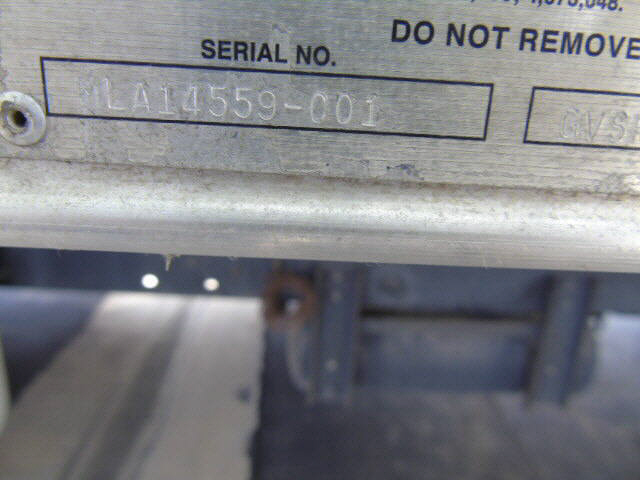 DO NOT REMOVE
SERIAL NO.
MLA14559-001